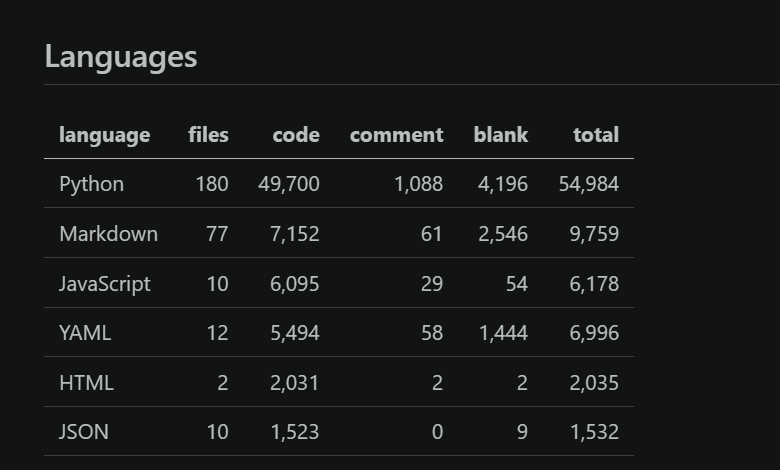 Languages
language files code comment blank total
Python 180 49,700 1,088 4,196 54,984
Markdown 77 7,152 61 2,546 9,759
JavaScript 10 6,095 29 54 6,178
YAML 12 5,494 58 1,444 6,996
HTML 2 2,031 2 2 2,035
JSON 10 1,523 0 9 1,532